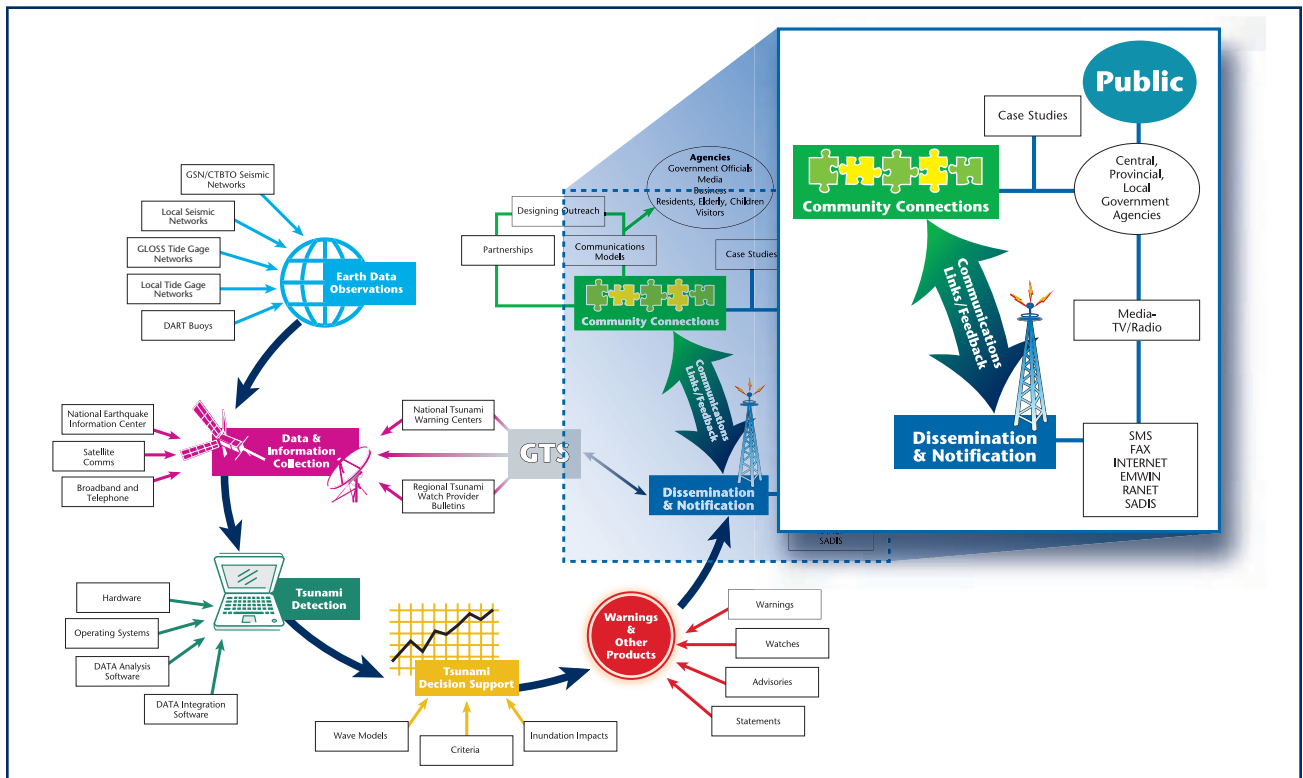 GSN/CTBTO Seismic
Networks
Local Seismic
Networks
GLOSS Tide Gage
Networks
Local Tide Gage
Networks
DART Buoys
Earth Data
Observations
National Earthquake
Information Center
Satellite
Comms
Broadband and
Telephone
Data &
Information
Collection
National Tsunami
Warning Centers
Regional Tsunami
Watch Provider
Bulletins
GTS
Hardware
Operating Systems
DATA Analysis
Software
DATA Integration
Software
Tsunami
Detection
Tsunami
Decision Support
Wave Models
Criteria
Inundation Impacts
Warnings
&
Other
Products
Warnings
Watches
Advisories
Statements
Agencies
Government Officials
Media
Business
Residents, Elderly, Children
Visitors
Designing Outreach
Partnerships
Communications
Models
Case Studies
Community Connections
Communications
Links/Feedback
Dissemination
& Notification
SADIS
Public
Case Studies
Central,
Provincial,
Local
Government
Agencies
Community Connections
Communications
Links/Feedback
Media-
TV/Radio
Dissemination
& Notification
SMS
FAX
INTERNET
EMWIN
RANET
SADIS